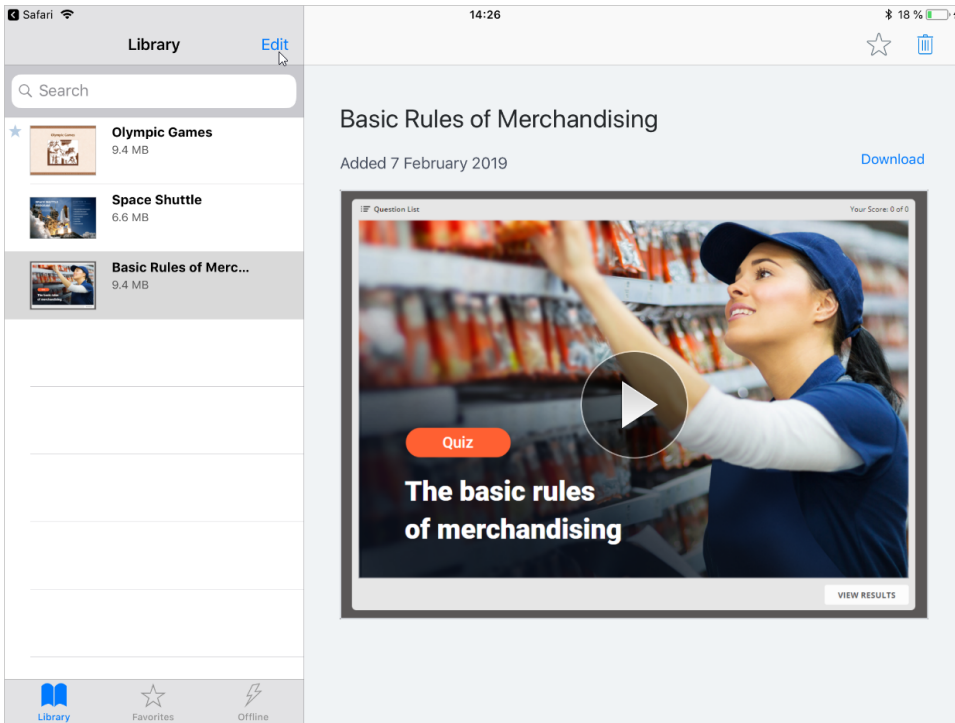 Safari
14:26
18 %
Library
Edit
Search
Olympic Games
9.4 MB
Space Shuttle
6.6 MB
Basic Rules of Merc...
9.4 MB
Basic Rules of Merchandising
Added 7 February 2019
Download
Question List
Your Score: 0 of 0
Quiz
The basic rules
of merchandising
VIEW RESULTS
Library
Favorites
Offline